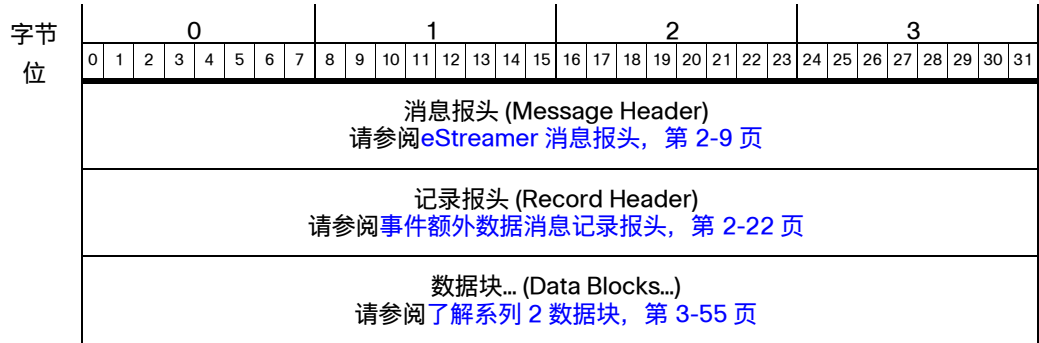 字节 0 1 2 3
位 0 1 2 3 4 5 6 7 8 9 10 11 12 13 14 15 16 17 18 19 20 21 22 23 24 25 26 27 28 29 30 31
消息报头 (Message Header)
请参阅eStreamer 消息报头，第 2-9 页
记录报头 (Record Header)
请参阅事件额外数据消息记录报头，第 2-22 页
数据块... (Data Blocks...)
请参阅了解系列 2 数据块，第 3-55 页